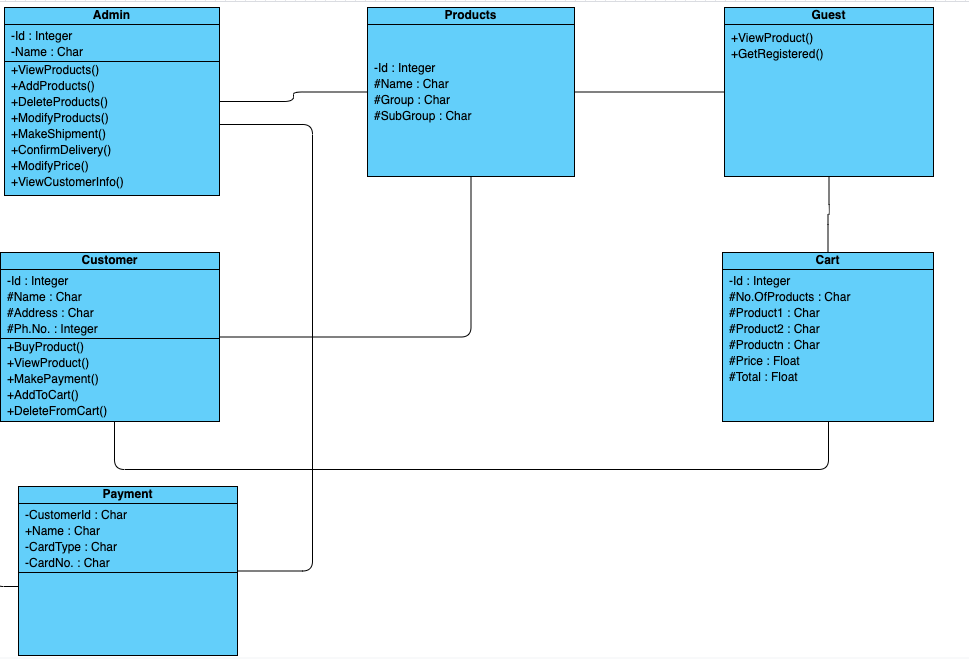 Admin
-Id : Integer
-Name : Char
+ViewProducts()
+AddProducts()
+DeleteProducts()
+ModifyProducts()
+MakeShipment()
+ConfirmDelivery()
+ModifyPrice()
+ViewCustomerInfo()
Products
-Id : Integer
#Name : Char
#Group : Char
#SubGroup : Char
Guest
+ViewProduct()
+GetRegistered()
Customer
-Id : Integer
#Name : Char
#Address : Char
#Ph.No. : Integer
+BuyProduct()
+ViewProduct()
+MakePayment()
+AddToCart()
+DeleteFromCart()
Cart
-Id : Integer
#No.OfProducts : Char
#Product1 : Char
#Product2 : Char
#Productn : Char
#Price : Float
#Total : Float
Payment
-CustomerId : Char
+Name : Char
-CardType : Char
-CardNo. : Char